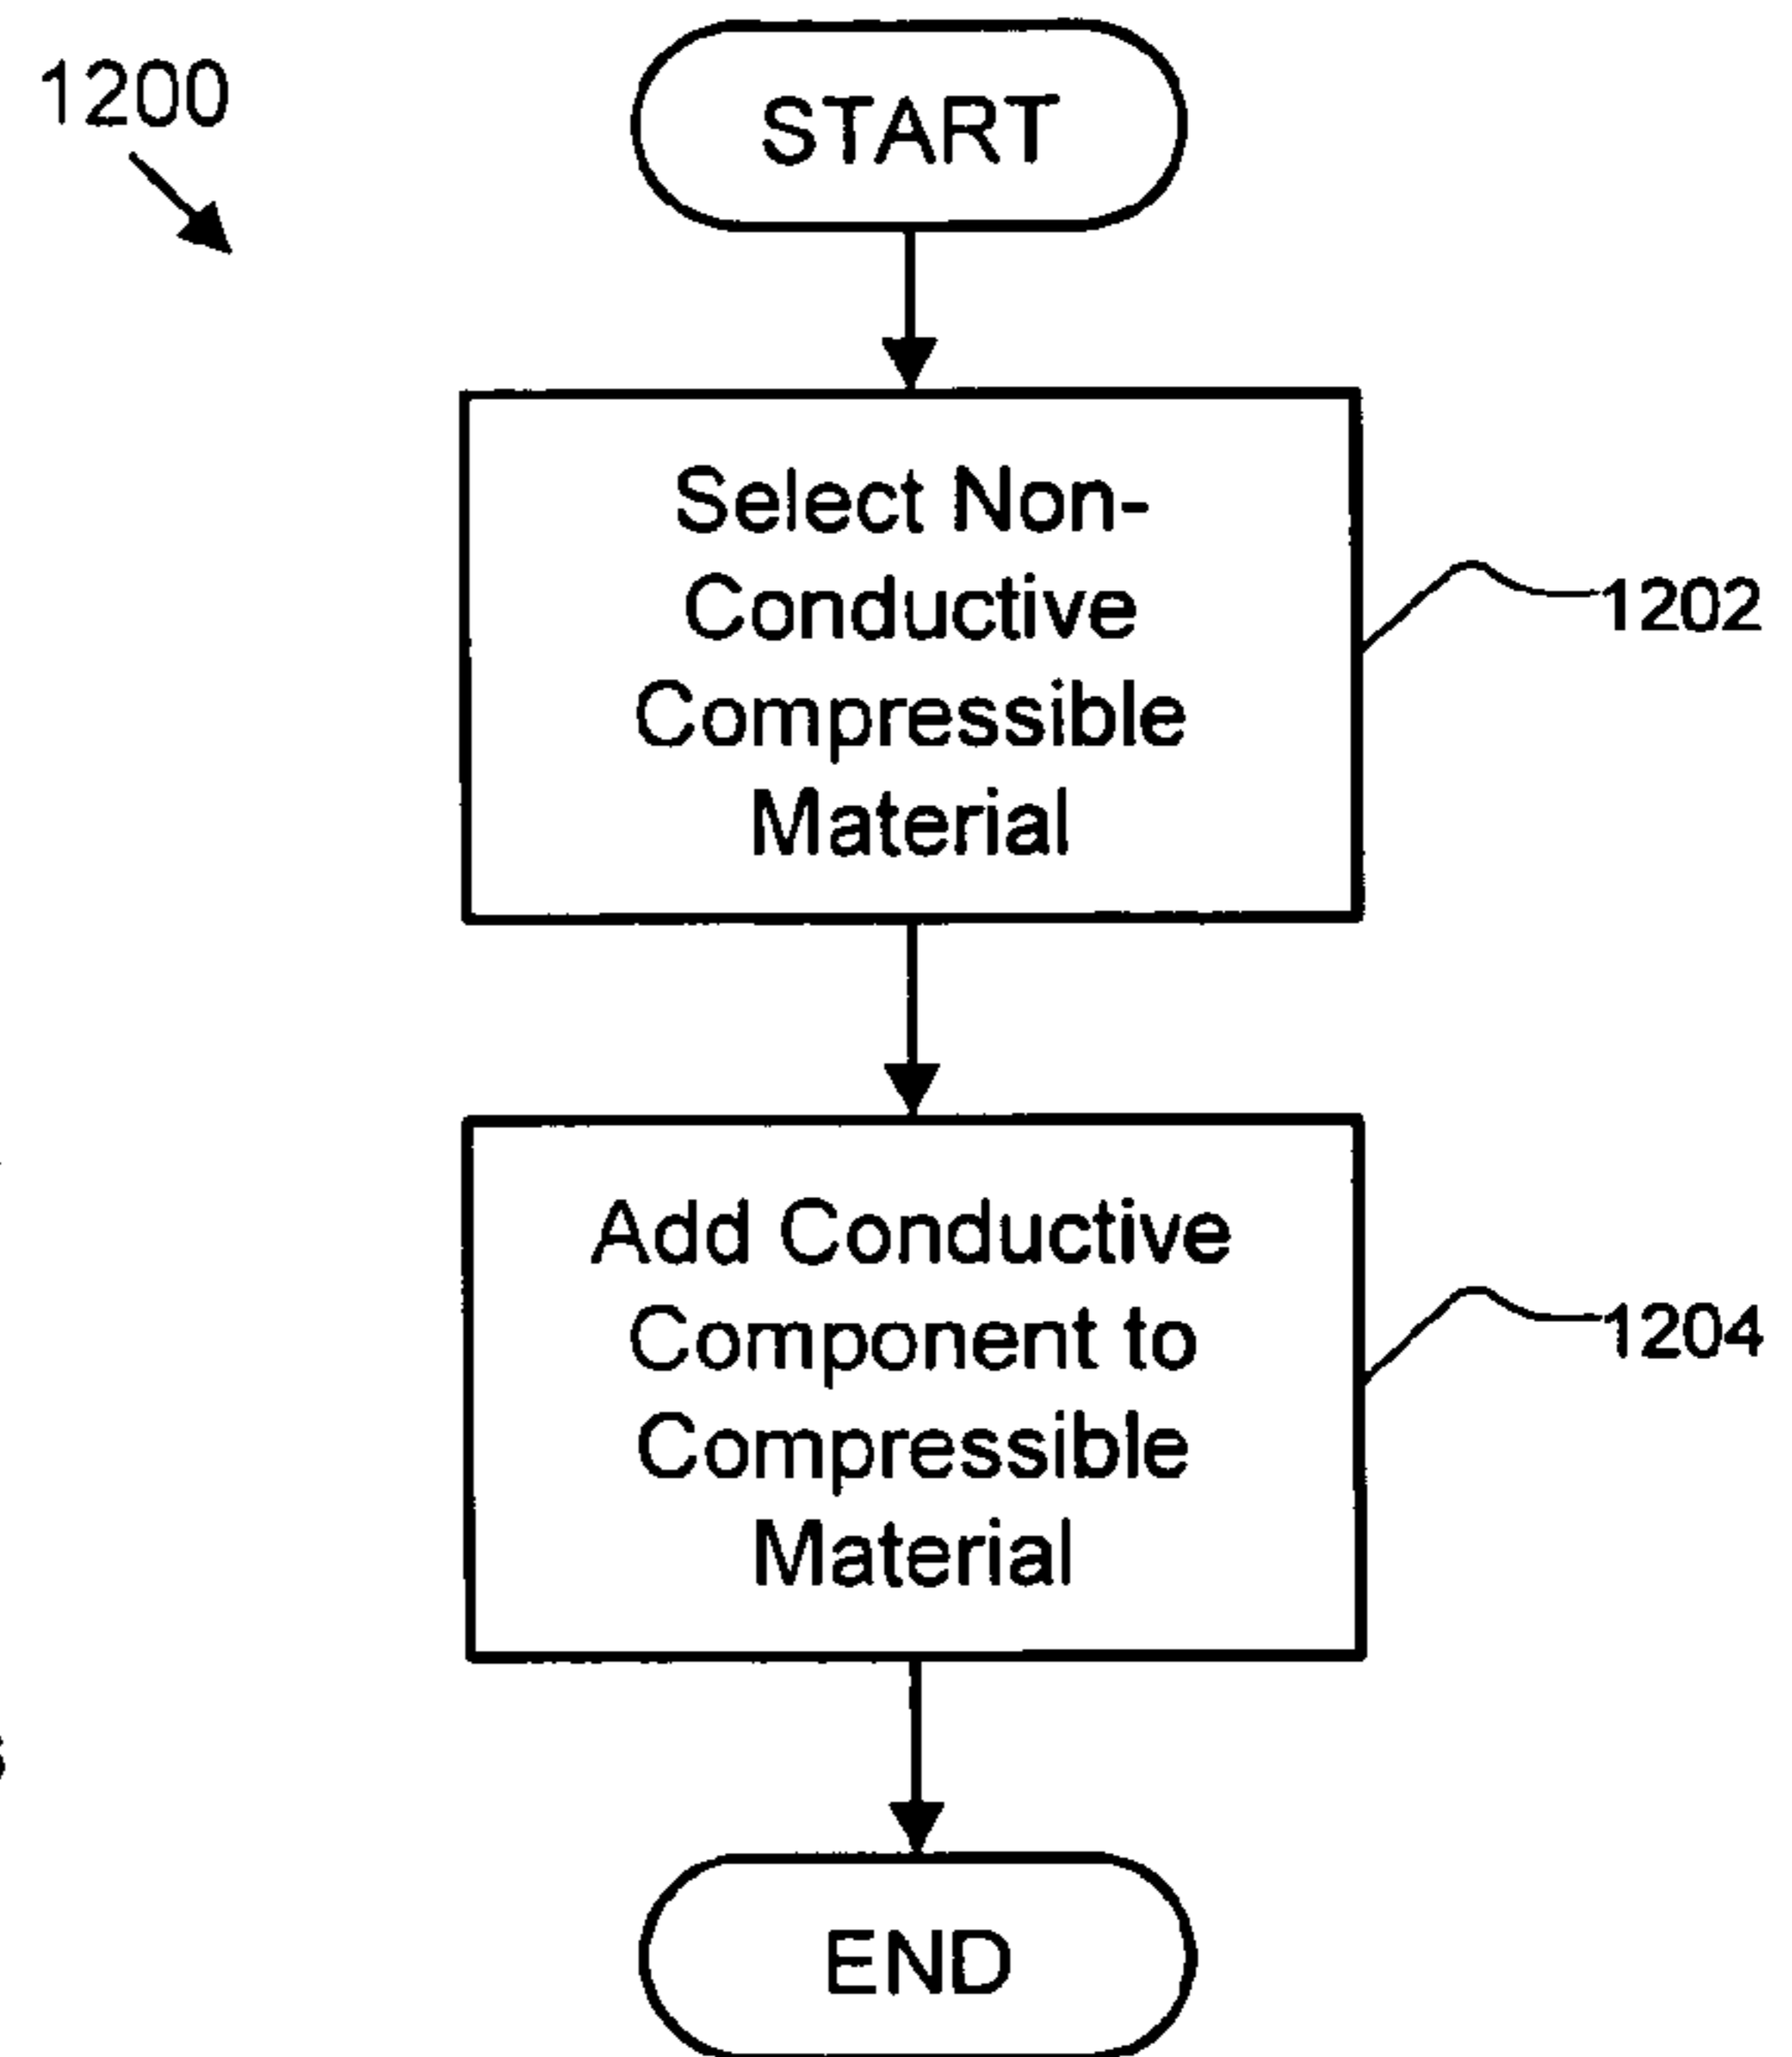 1200
START
Select Non-
Conductive
Compressible
Material
1202
Add Conductive
Component to
Compressible
Material
1204
END